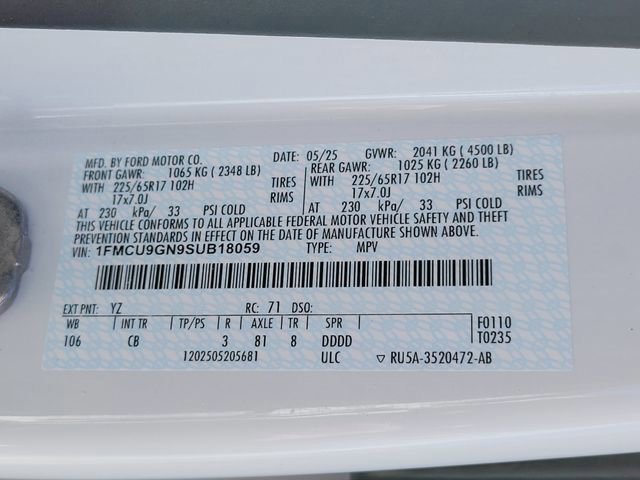 MFD. BY FORD MOTOR CO. DATE: 05/25 GVWR: 2041 KG ( 4500 LB)
FRONT GAWR: 1065 KG ( 2348 LB) REAR GAWR: 1025 KG ( 2260 LB)
WITH 225/65R17 102H TIRES WITH 225/65R17 102H TIRES
17x7.0J RIMS 17x7.0J RIMS
AT 230 kPa/ 33 PSI COLD AT 230 kPa/ 33 PSI COLD
THIS VEHICLE CONFORMS TO ALL APPLICABLE FEDERAL MOTOR VEHICLE SAFETY AND THEFT
PREVENTION STANDARDS IN EFFECT ON THE DATE OF MANUFACTURE SHOWN ABOVE.
VIN: 1FMCU9GN9SUB18059 TYPE: MPV
EXT PNT: YZ RC: 71 DSO:
WB INT TR TP/PS R AXLE TR SPR F0110
106 CB 3 81 8 DDDD T0235
1202505205681 ULC ▽ RU5A-3520472-AB